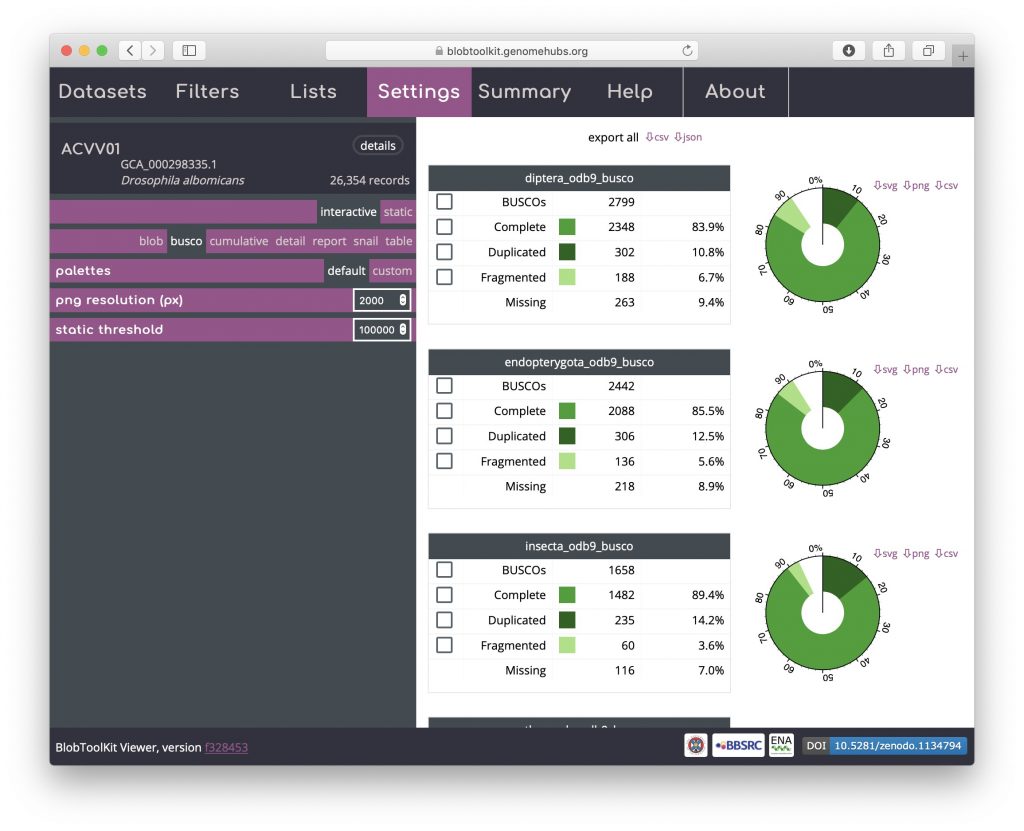 blobtoolkit.genomehubs.org
Datasets Filters Lists Settings Summary Help About
ACVV01 details
GCA_000298335.1
Drosophila albomicans 26,354 records
interactive static
blob busco cumulative detail report snail table
palettes default custom
png resolution (px) 2000
static threshold 100000
export all csv json
diptera_odb9_busco
BUSCOs 2799
Complete 2348 83.9%
Duplicated 302 10.8%
Fragmented 188 6.7%
Missing 263 9.4%
0% 10 20 30 40 50 60 70 80 90
svg png csv
endopterygota_odb9_busco
BUSCOs 2442
Complete 2088 85.5%
Duplicated 306 12.5%
Fragmented 136 5.6%
Missing 218 8.9%
0% 10 20 30 40 50 60 70 80 90
svg png csv
insecta_odb9_busco
BUSCOs 1658
Complete 1482 89.4%
Duplicated 235 14.2%
Fragmented 60 3.6%
Missing 116 7.0%
0% 10 20 30 40 50 60 70 80 90
svg png csv
BlobToolKit Viewer, version f328453
BBSRC ENA DOI 10.5281/zenodo.1134794